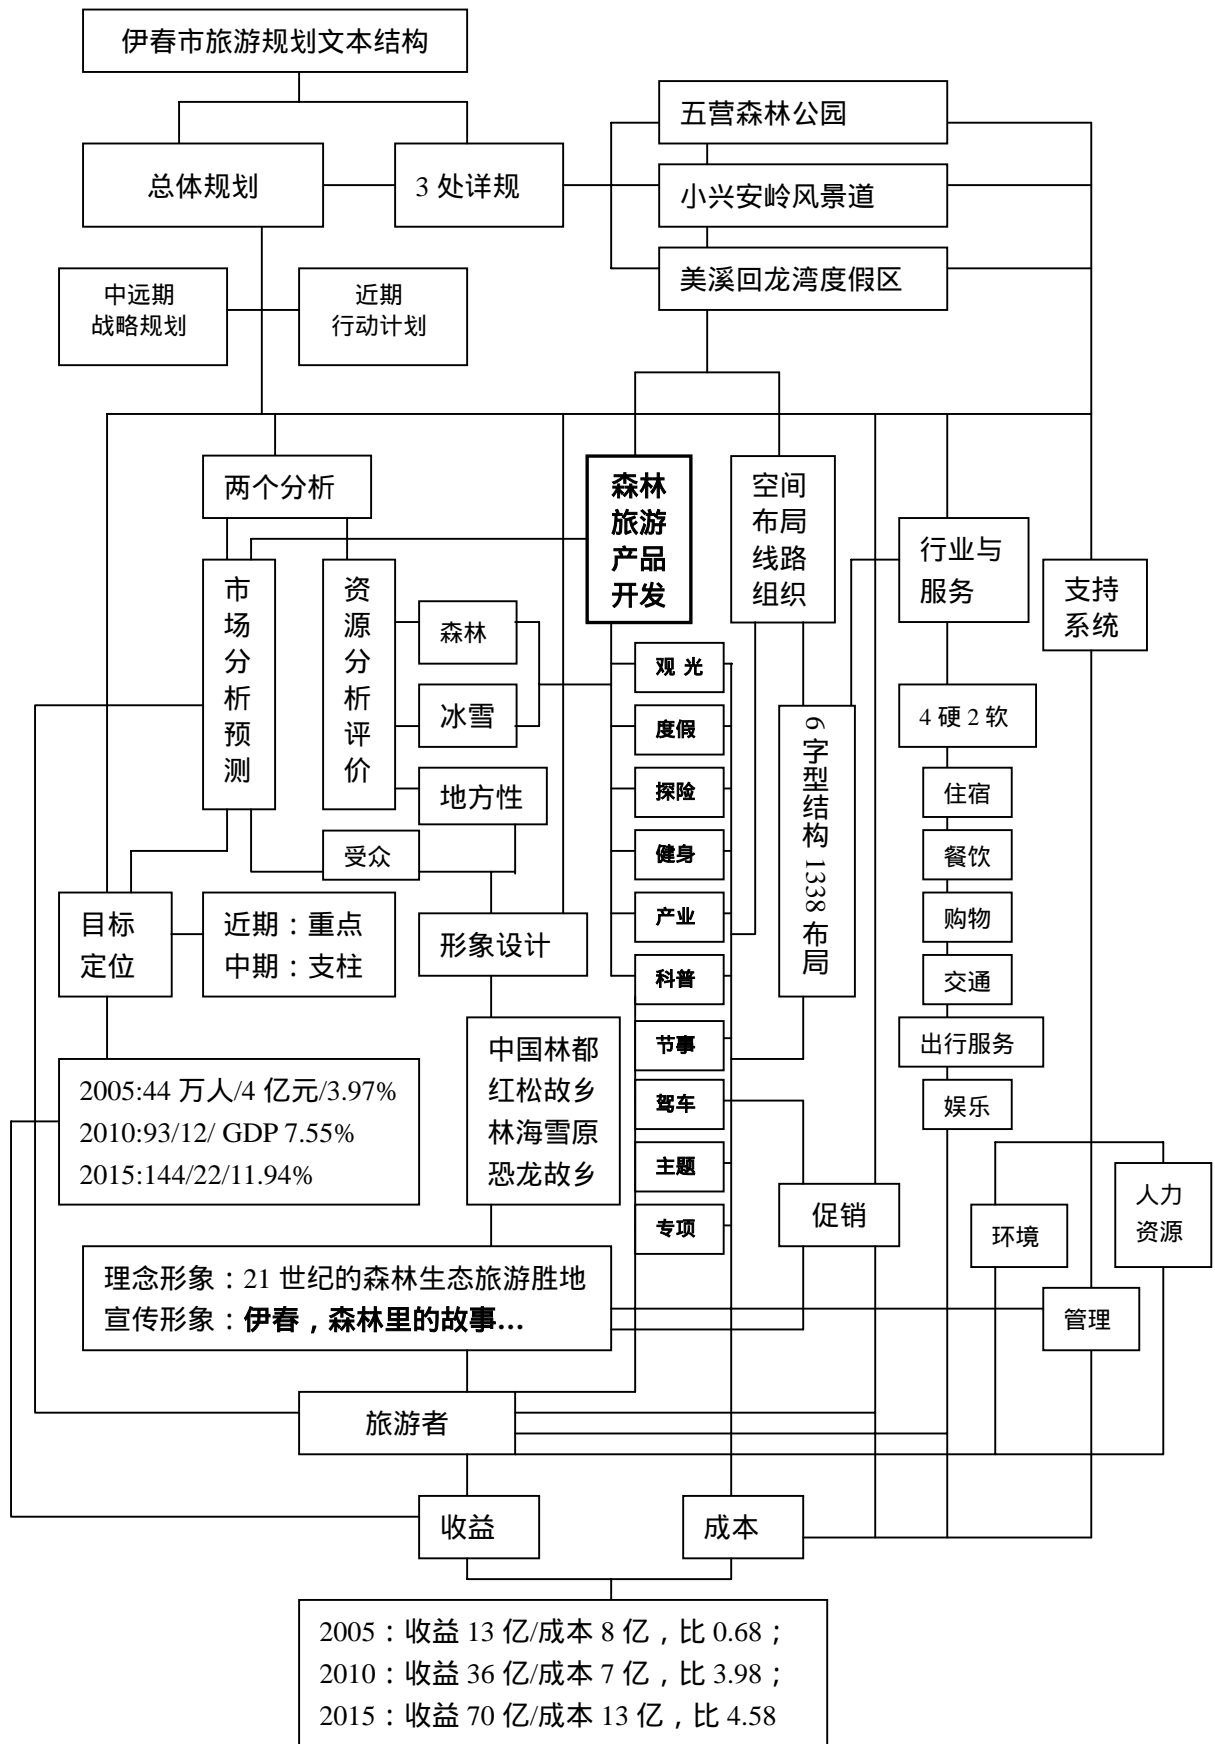 伊春市旅游规划文本结构
五营森林公园
总体规划
3 处详规
小兴安岭风景道
美溪回龙湾度假区
中远期
战略规划
近期
行动计划
两个分析
森林
旅游
产品
开发
空间
布局
线路
组织
行业与
服务
支持
系统
市场分析预测
资源分析评价
森林
冰雪
地方性
受众
观 光
度假
探险
健身
产业
科普
节事
驾车
主题
专项
6 字型结构 1338 布局
4 硬 2 软
住宿
餐饮
购物
交通
出行服务
娱乐
目标
定位
近期：重点
中期：支柱
形象设计
中国林都
红松故乡
林海雪原
恐龙故乡
2005:44 万人/4 亿元/3.97%
2010:93/12/ GDP 7.55%
2015:144/22/11.94%
促销
环境
人力
资源
理念形象：21 世纪的森林生态旅游胜地
宣传形象：伊春，森林里的故事…
管理
旅游者
收益
成本
2005：收益 13 亿/成本 8 亿，比 0.68；
2010：收益 36 亿/成本 7 亿，比 3.98；
2015：收益 70 亿/成本 13 亿，比 4.58